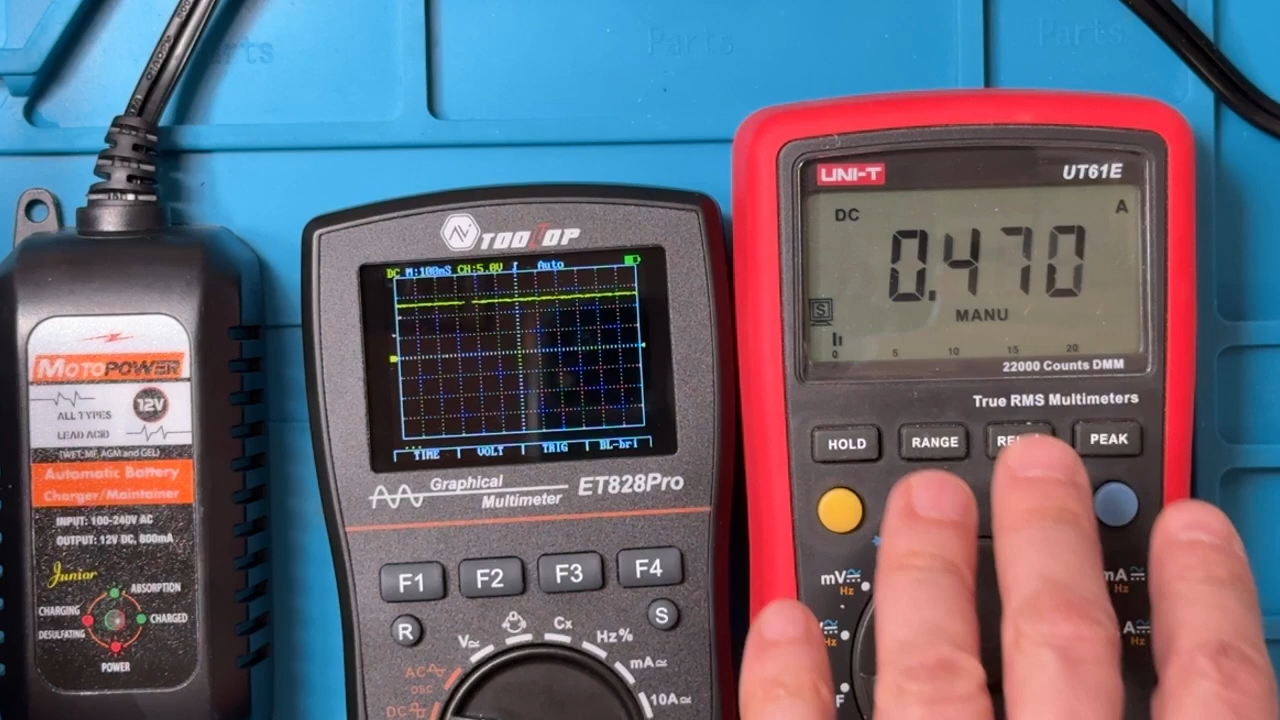 Parts
Parts
Parts
MOTOPOWER
ALL TYPES
LEAD ACID
12V
(WET, MF, AGM and GEL)
Automatic Battery
Charger/Maintainer
INPUT: 100-240V AC
OUTPUT: 12V DC, 800mA
Junior
ABSORPTION
CHARGING
CHARGED
DESULFATING
POWER
TOOLTOP
DC M:100mS CH:5.0V Auto
TIME VOLT TRIG BL-bri
Graphical
Multimeter
ET828Pro
F1 F2 F3 F4
R S
V Cx Hz% mA 10A
AC
OSC
DC
UNI-T UT61E
DC A
0.470
MANU
S
0 5 10 15 20
22000 Counts DMM
True RMS Multimeters
HOLD RANGE PEAK
mV
Hz
mA
Hz
Hz
A
Hz
F